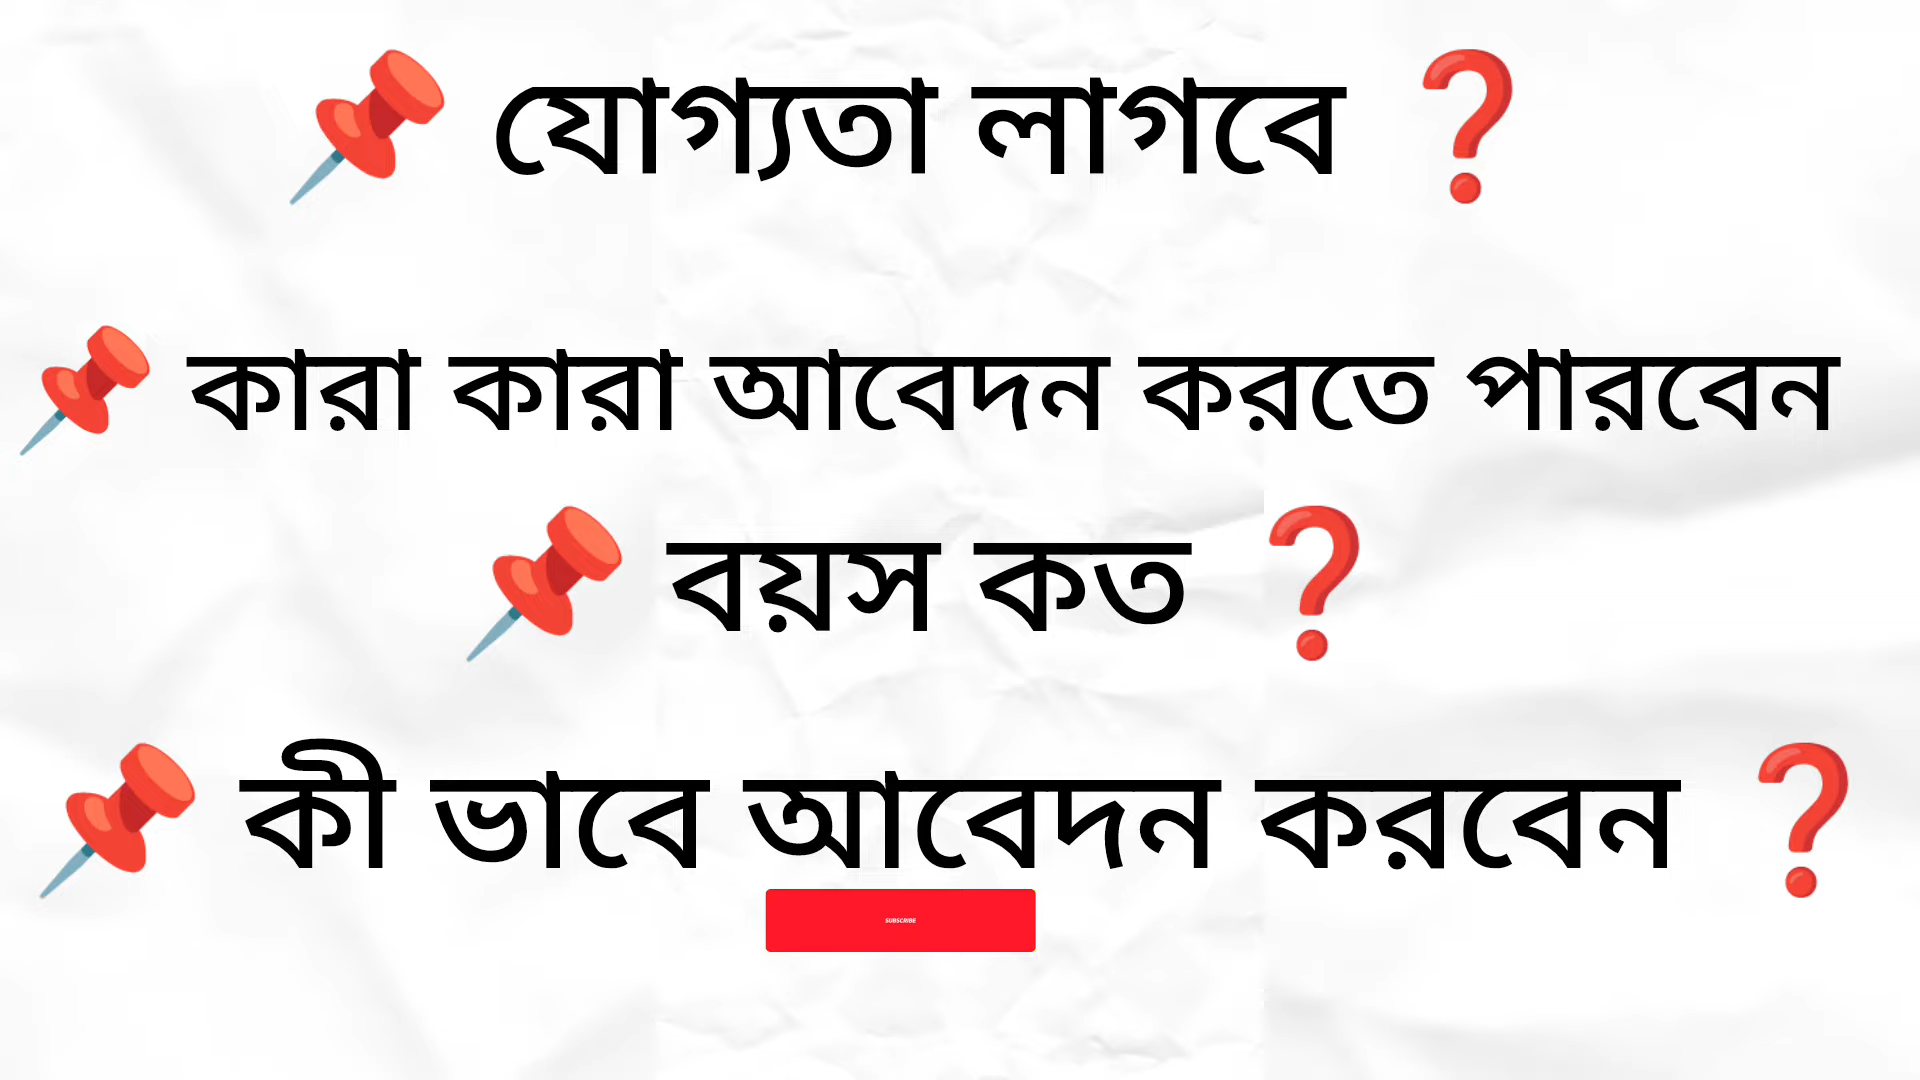 📌 যোগ্যতা লাগবে ❓
📌 কারা কারা আবেদন করতে পারবেন
📌 বয়স কত ❓
📌 কী ভাবে আবেদন করবেন ❓
SUBSCRIBE